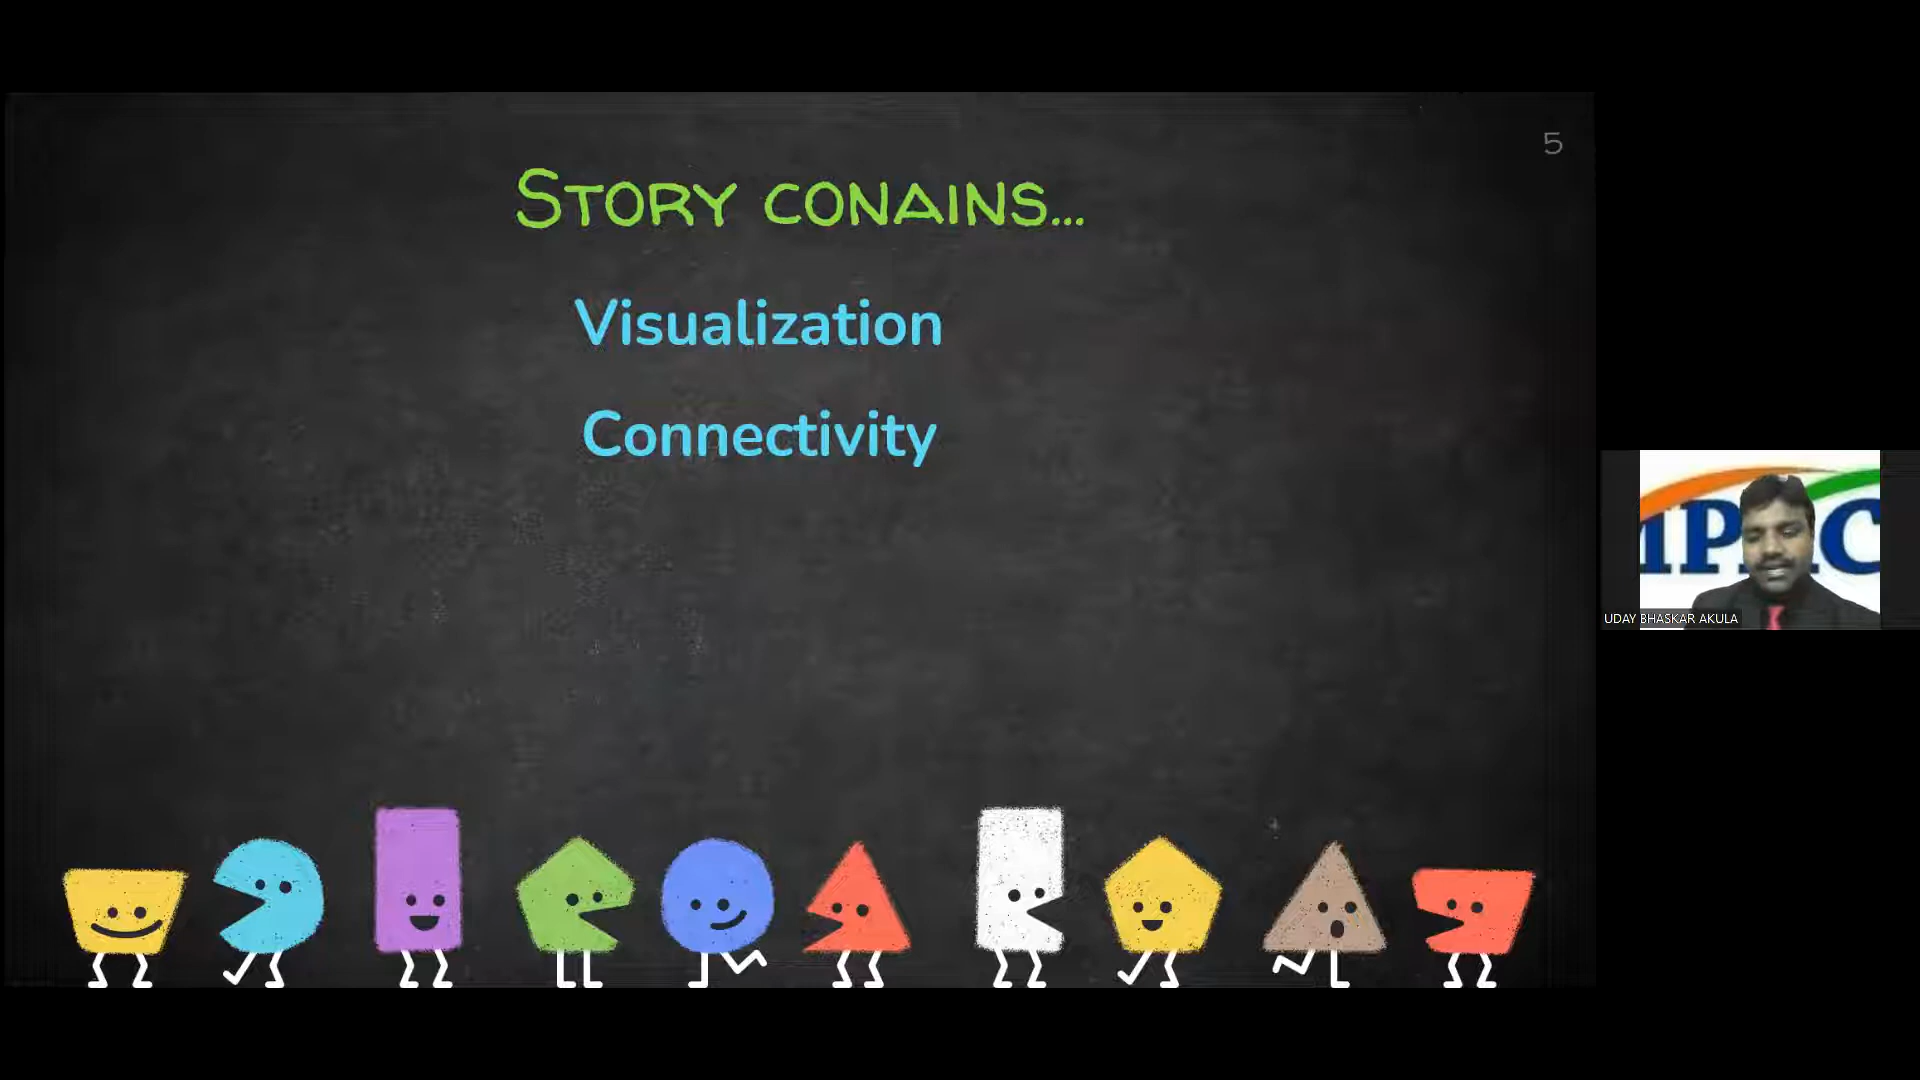 5
STORY CONAINS...
Visualization
Connectivity
UDAY BHASKAR AKULA